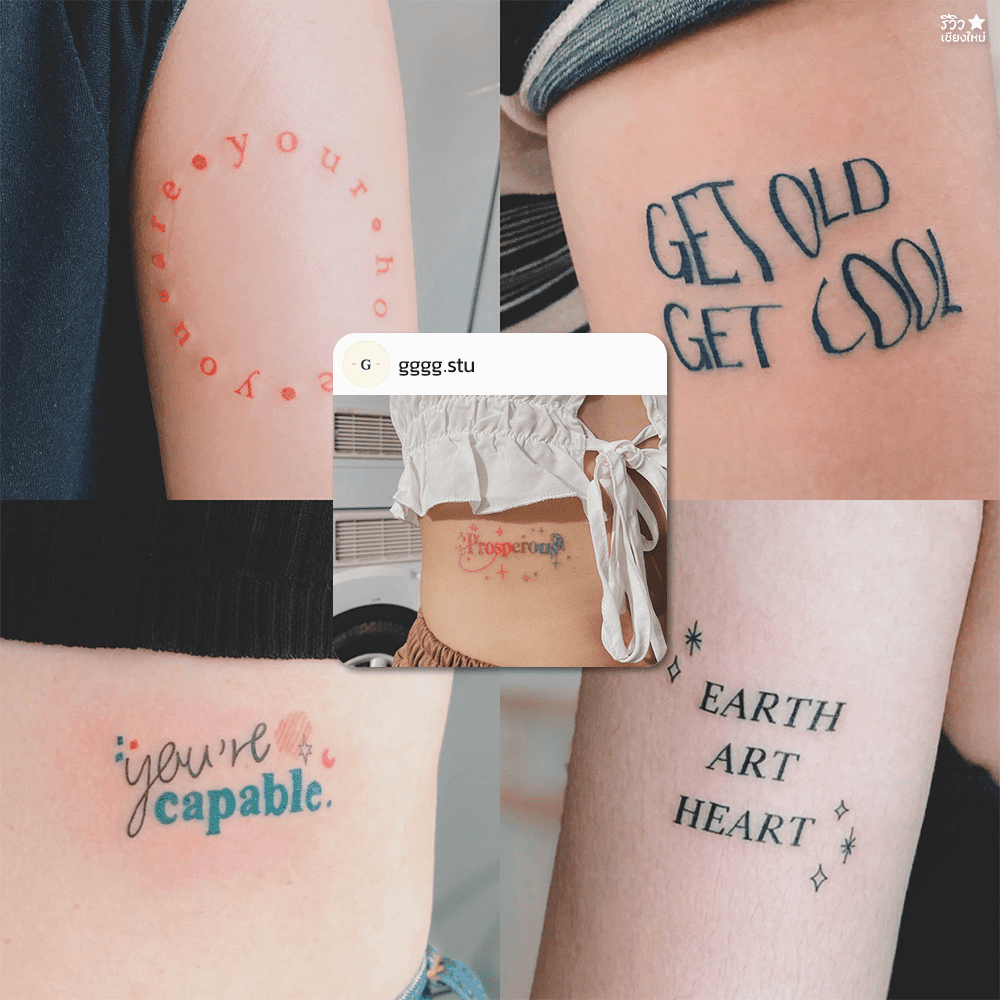 รีวิว
เชียงใหม่
you are your ho
GET OLD
GET COOL
G
gggg.stu
Prosperous
you're
capable.
EARTH
ART
HEART